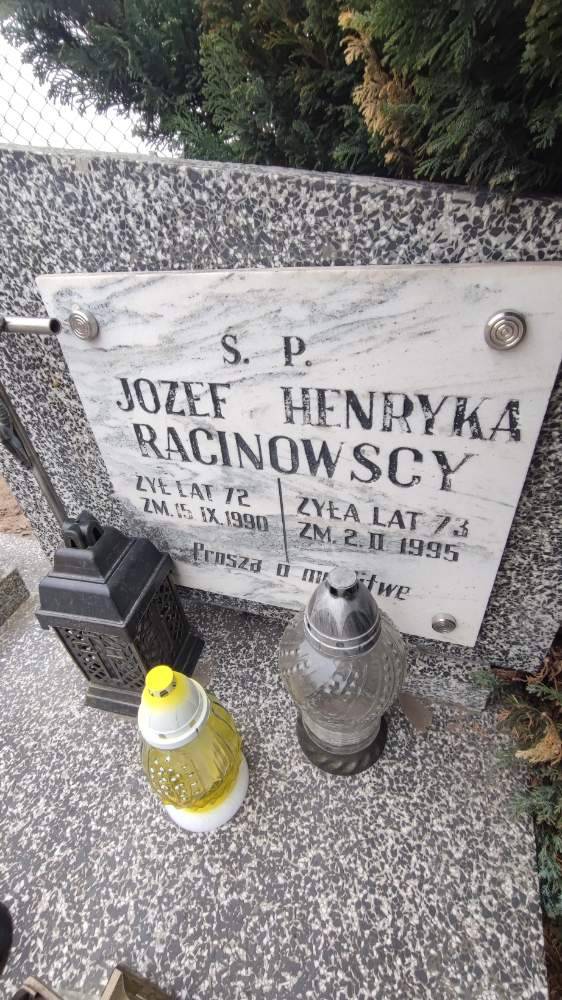 S. P.
JOZEF HENRYKA
RACINOWSCY
ZYŁ LAT 72
ZM. 15 IX. 1990
ZYŁA LAT 73
ZM. 2. II 1995
Proszą o